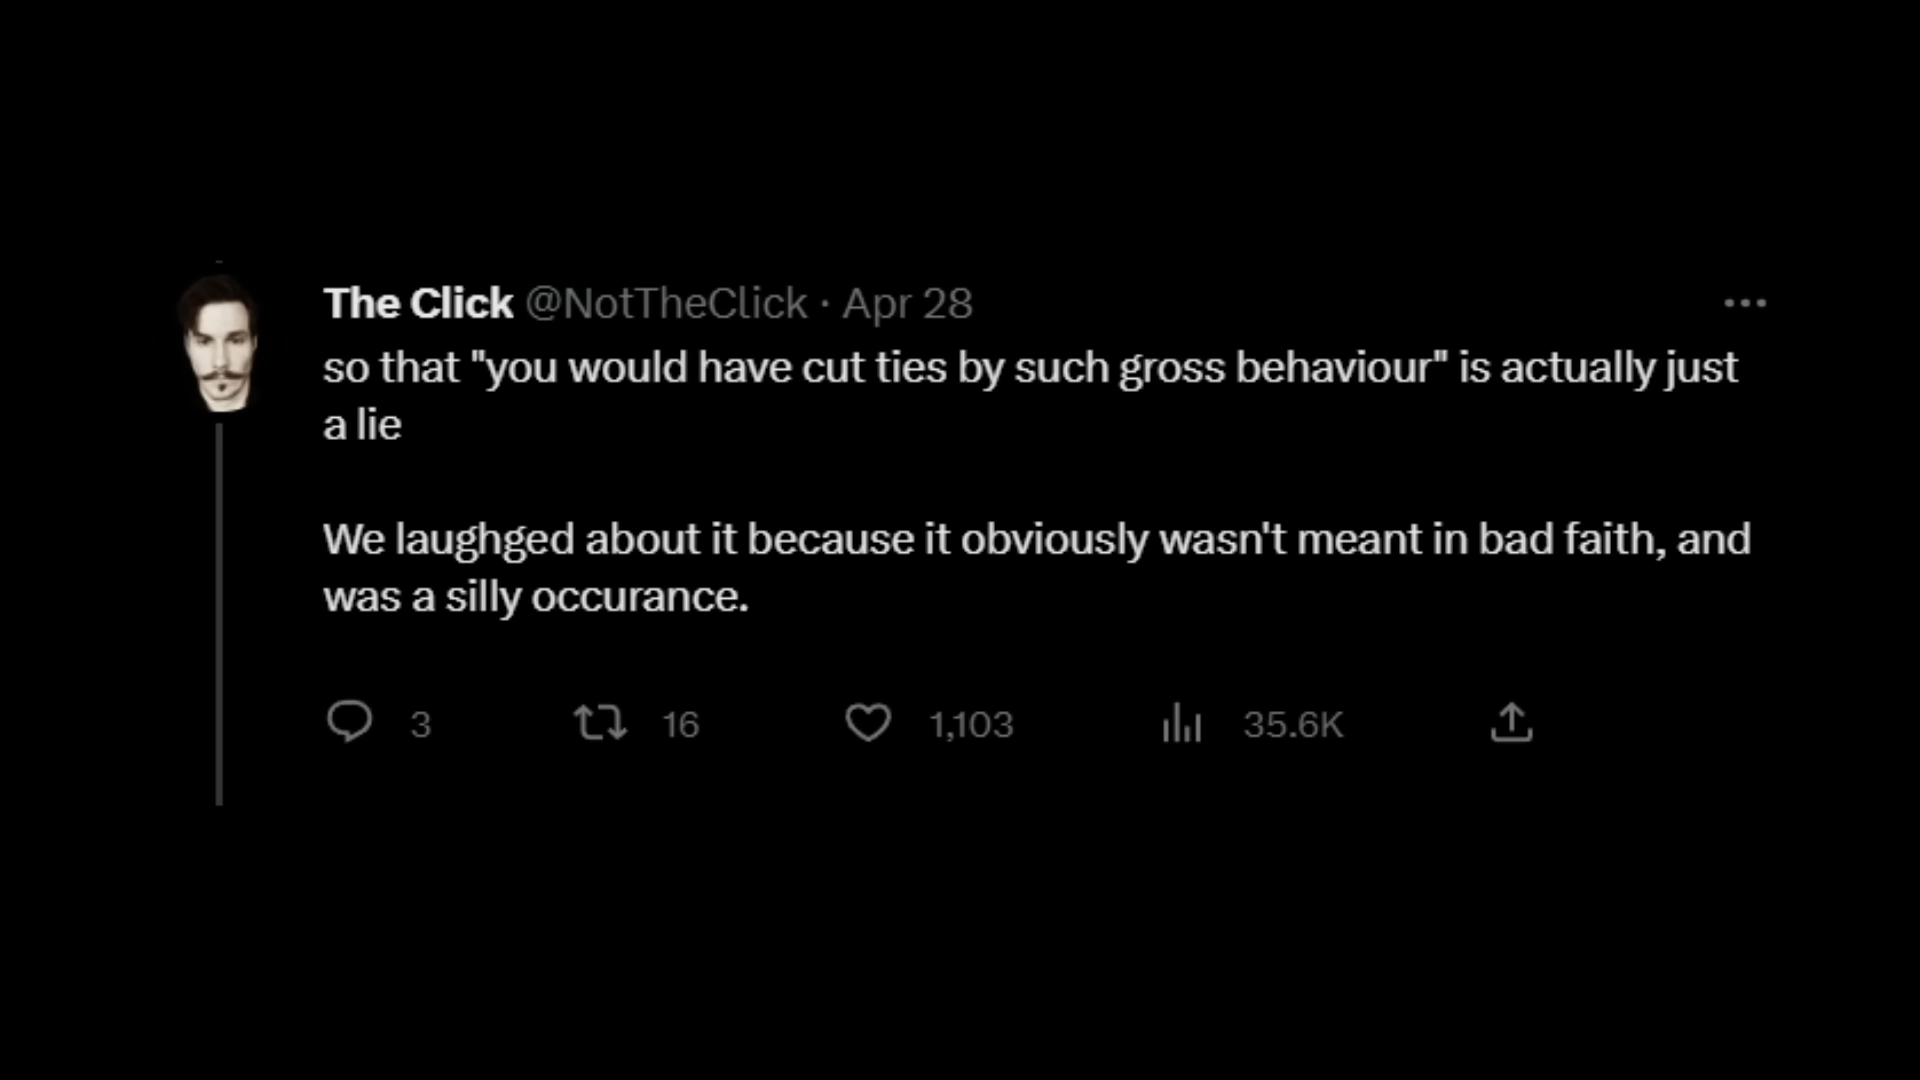 The Click @NotTheClick · Apr 28
so that "you would have cut ties by such gross behaviour" is actually just
a lie
We laughged about it because it obviously wasn't meant in bad faith, and
was a silly occurance.
3 16 1,103 35.6K